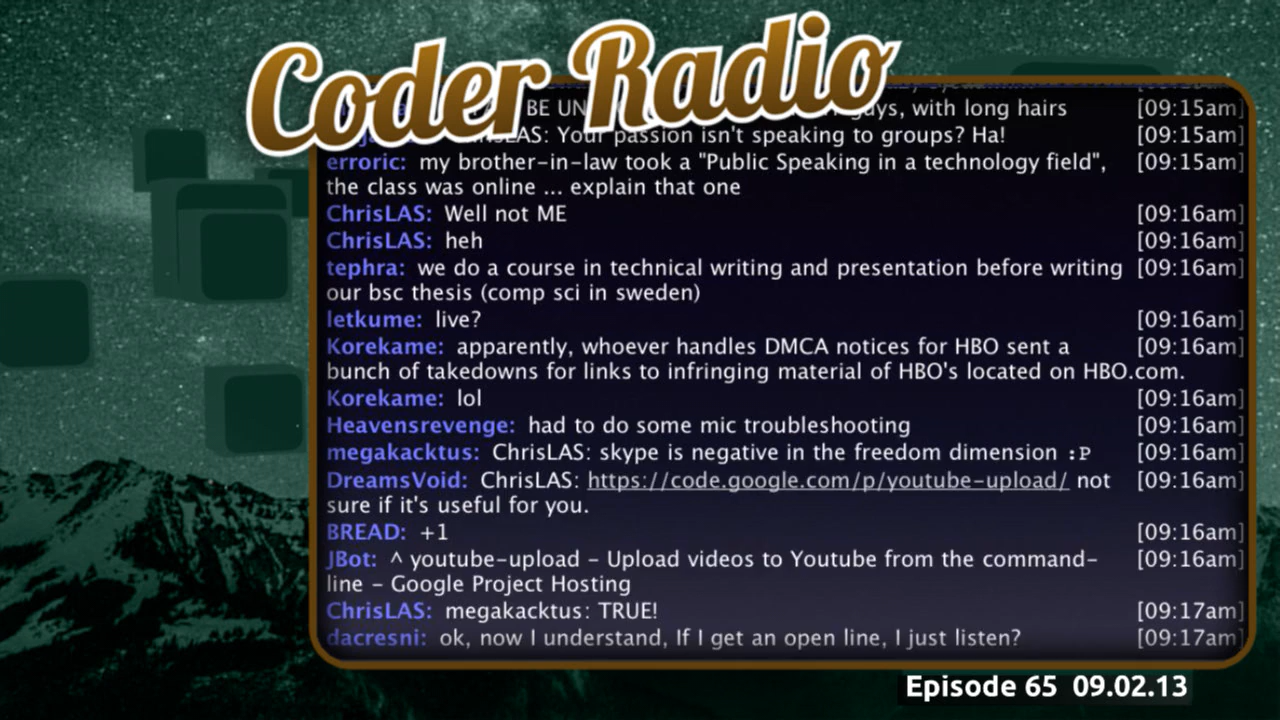 Coder Radio
BE UN guys, with long hairs [09:15am]
LAS: Your passion isn't speaking to groups? Ha! [09:15am]
erroric: my brother-in-law took a "Public Speaking in a technology field", [09:15am]
the class was online ... explain that one
ChrisLAS: Well not ME [09:16am]
ChrisLAS: heh [09:16am]
tephra: we do a course in technical writing and presentation before writing [09:16am]
our bsc thesis (comp sci in sweden)
letkume: live? [09:16am]
Korekame: apparently, whoever handles DMCA notices for HBO sent a [09:16am]
bunch of takedowns for links to infringing material of HBO's located on HBO.com.
Korekame: lol [09:16am]
Heavensrevenge: had to do some mic troubleshooting [09:16am]
megakacktus: ChrisLAS: skype is negative in the freedom dimension :P [09:16am]
DreamsVoid: ChrisLAS: https://code.google.com/p/youtube-upload/ not [09:16am]
sure if it's useful for you.
BREAD: +1 [09:16am]
JBot: ^ youtube-upload - Upload videos to Youtube from the command- [09:16am]
line - Google Project Hosting
ChrisLAS: megakacktus: TRUE! [09:17am]
dacresni: ok, now I understand, If I get an open line, I just listen? [09:17am]
Episode 65 09.02.13